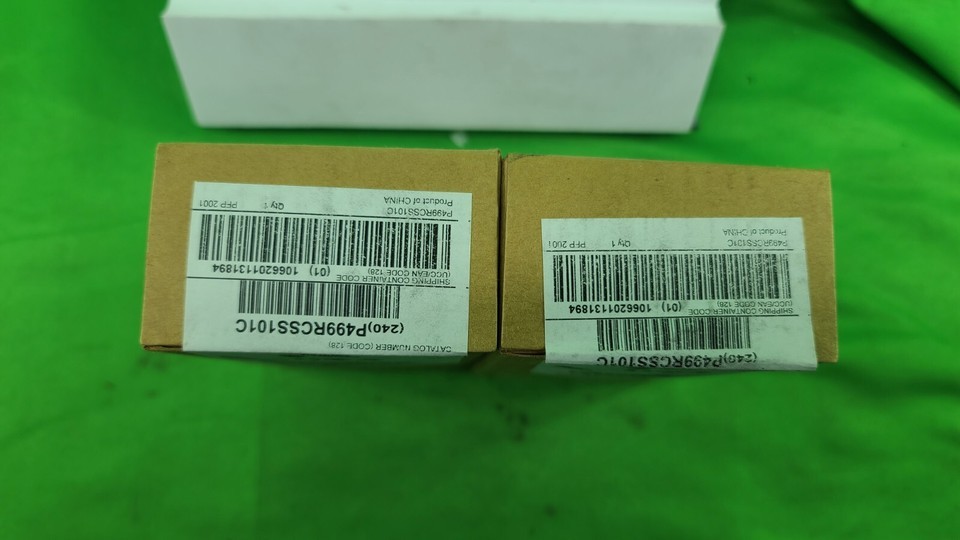 CATALOG NUMBER (CODE 128)
(240)P499RCSS101C
SHIPPING CONTAINER CODE
(UCC/EAN CODE 128)
(01) 10662011131894
P499RCSS101C Qty 1 PFP 2001
Product of CHINA
(240)P499RCSS101C
SHIPPING CONTAINER CODE
(UCC/EAN CODE 128)
(01) 10662011131894
P499RCSS101C Qty 1 PFP 2001
Product of CHINA